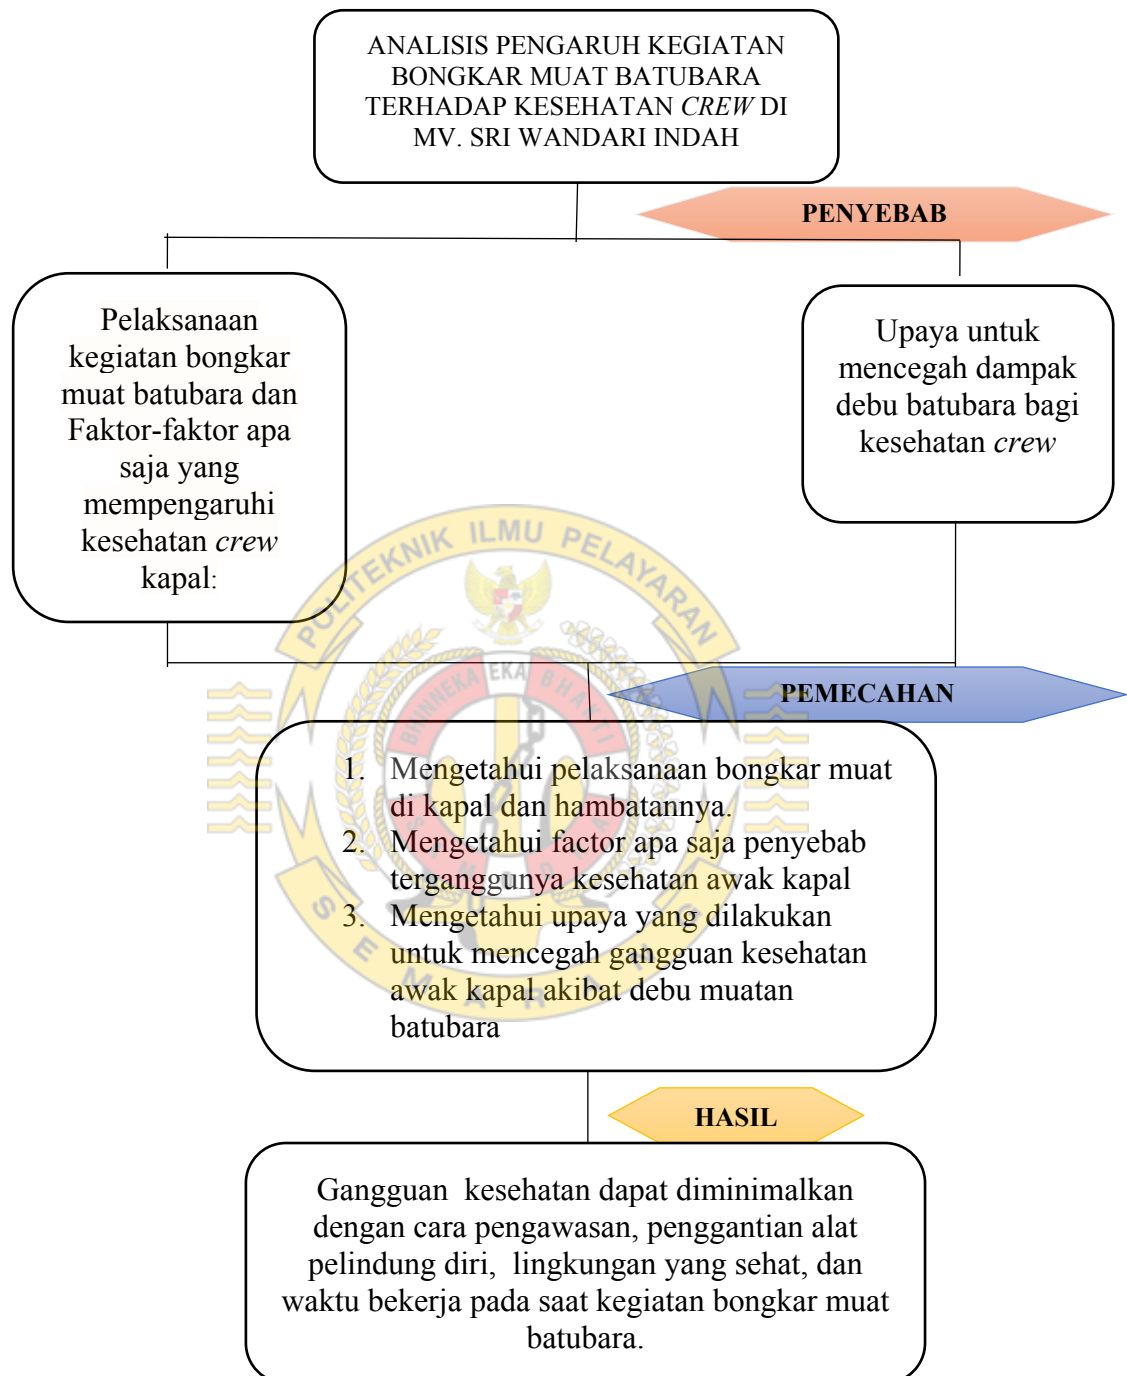 ANALISIS PENGARUH KEGIATAN
BONGKAR MUAT BATUBARA
TERHADAP KESEHATAN CREW DI
MV. SRI WANDARI INDAH
PENYEBAB
Pelaksanaan
kegiatan bongkar
muat batubara dan
Faktor-faktor apa
saja yang
mempengaruhi
kesehatan crew
kapal:
Upaya untuk
mencegah dampak
debu batubara bagi
kesehatan crew
POLITEKNIK ILMU PELAYARAN
BHINNEKA EKA BHAKTI
SEMARANG
PEMECAHAN
1. Mengetahui pelaksanaan bongkar muat
di kapal dan hambatannya.
2. Mengetahui factor apa saja penyebab
terganggunya kesehatan awak kapal
3. Mengetahui upaya yang dilakukan
untuk mencegah gangguan kesehatan
awak kapal akibat debu muatan
batubara
HASIL
Gangguan kesehatan dapat diminimalkan
dengan cara pengawasan, penggantian alat
pelindung diri, lingkungan yang sehat, dan
waktu bekerja pada saat kegiatan bongkar muat
batubara.